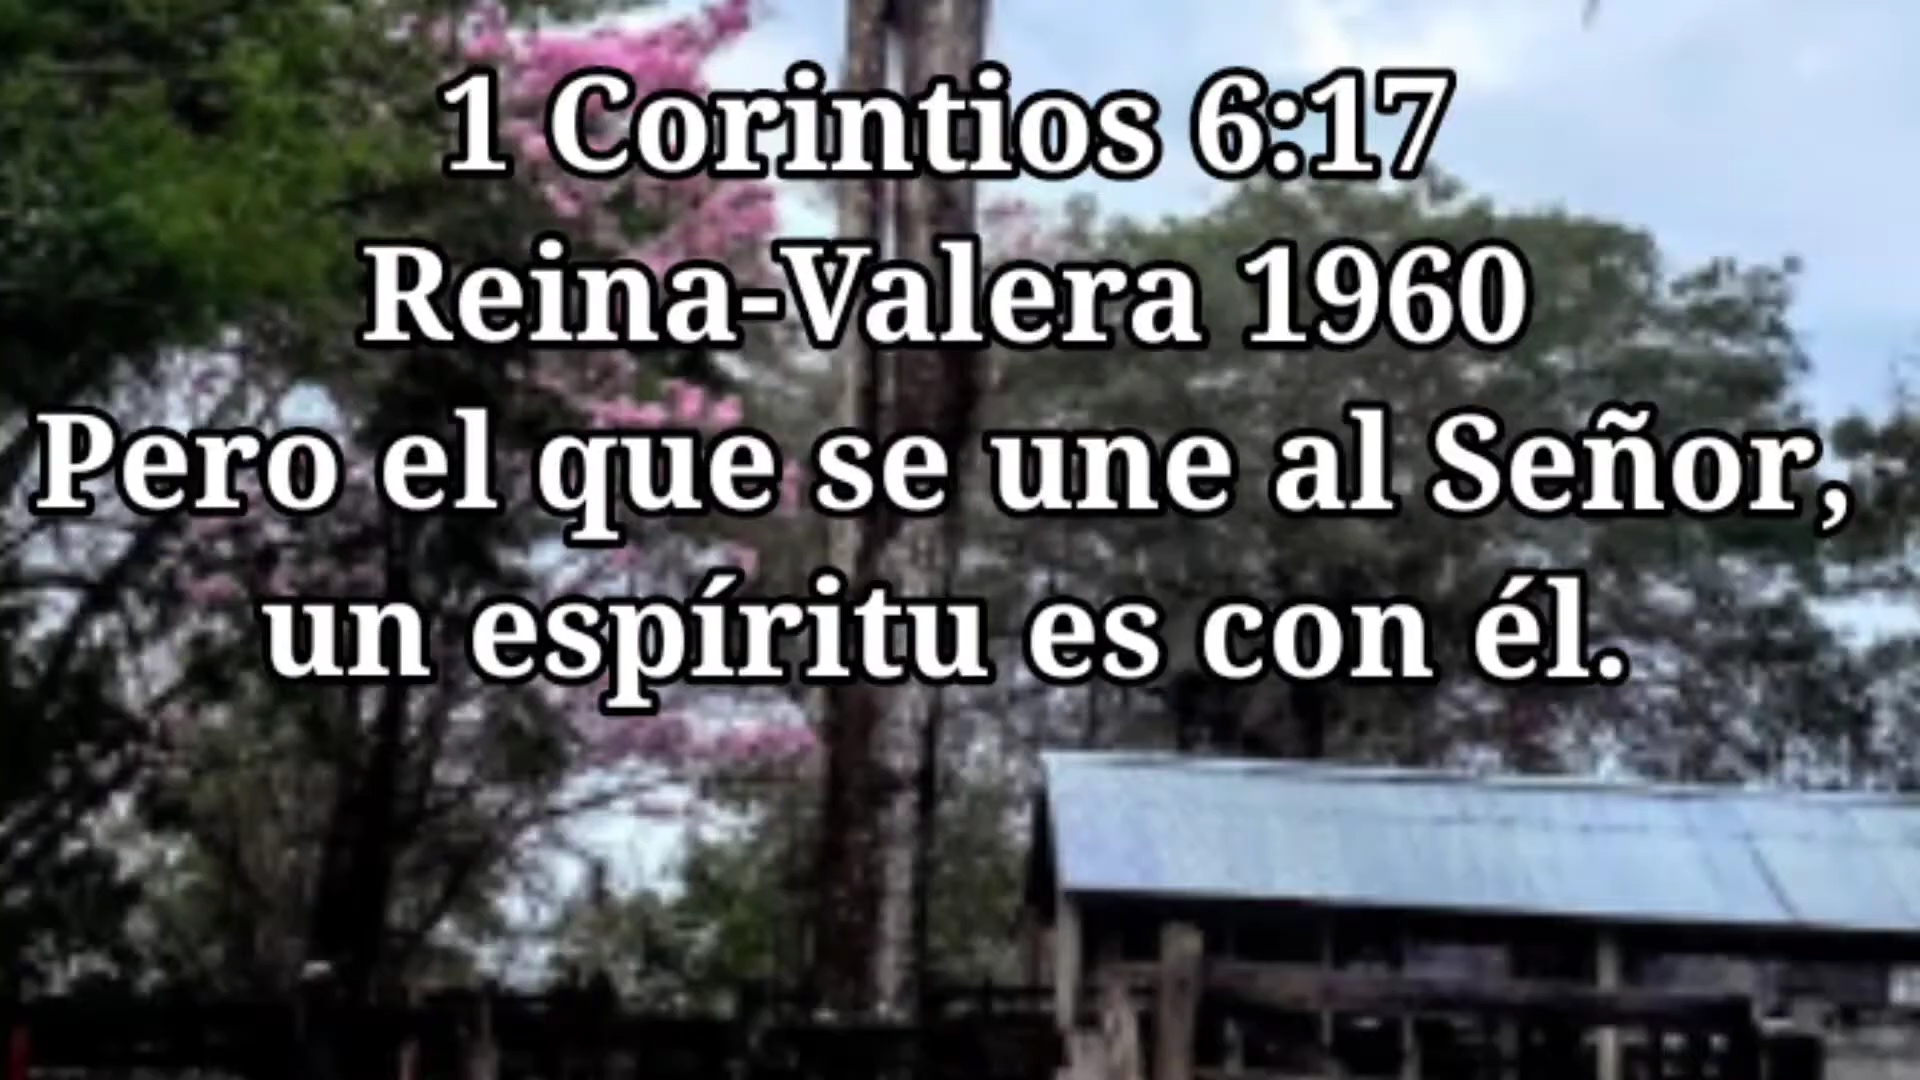 1 Corintios 6:17
Reina-Valera 1960
Pero el que se une al Señor,
un espíritu es con él.